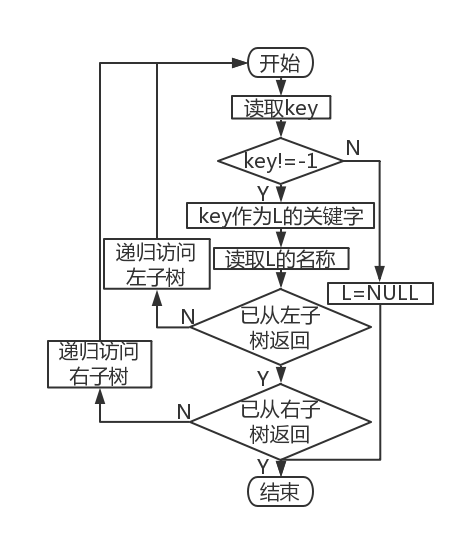 开始
读取key
key!=-1
N
Y
key作为L的关键字
递归访问
左子树
读取L的名称
L=NULL
已从左子
树返回
N
递归访问
右子树
Y
已从右子
树返回
N
Y
结束